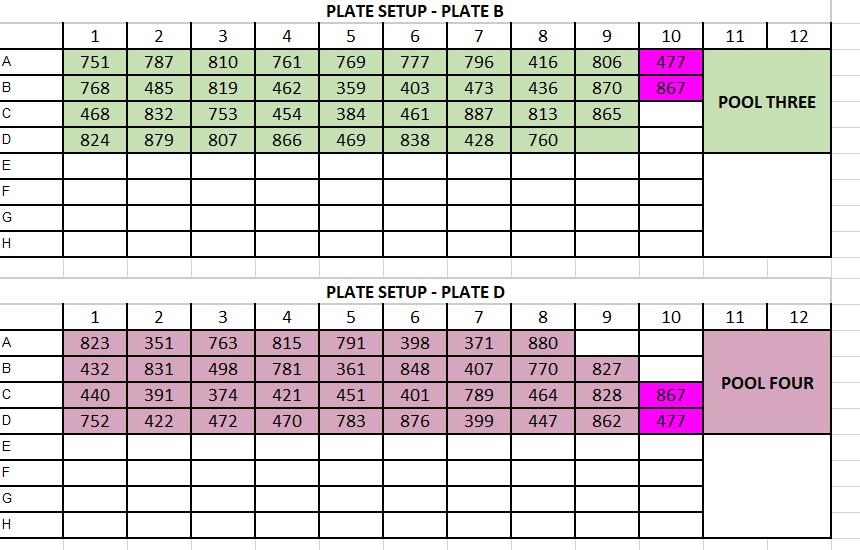 PLATE SETUP - PLATE B
1 2 3 4 5 6 7 8 9 10 11 12
A 751 787 810 761 769 777 796 416 806 477
B 768 485 819 462 359 403 473 436 870 867
POOL THREE
C 468 832 753 454 384 461 887 813 865
D 824 879 807 866 469 838 428 760
E
F
G
H
PLATE SETUP - PLATE D
1 2 3 4 5 6 7 8 9 10 11 12
A 823 351 763 815 791 398 371 880
B 432 831 498 781 361 848 407 770 827
POOL FOUR
C 440 391 374 421 451 401 789 464 828 867
D 752 422 472 470 783 876 399 447 862 477
E
F
G
H